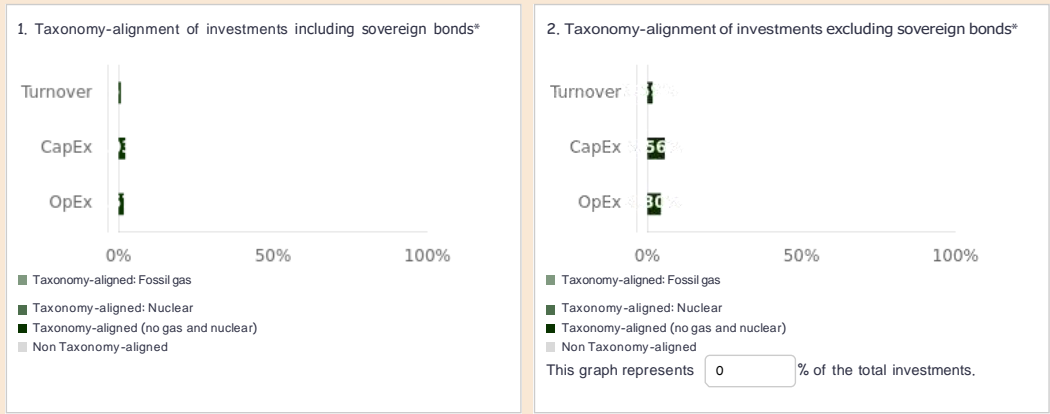 1. Taxonomy-alignment of investments including sovereign bonds*
Turnover
CapEx
OpEx
0% 50% 100%
Taxonomy-aligned: Fossil gas
Taxonomy-aligned: Nuclear
Taxonomy-aligned (no gas and nuclear)
Non Taxonomy-aligned
2. Taxonomy-alignment of investments excluding sovereign bonds*
Turnover
CapEx 56
OpEx 30
0% 50% 100%
Taxonomy-aligned: Fossil gas
Taxonomy-aligned: Nuclear
Taxonomy-aligned (no gas and nuclear)
Non Taxonomy-aligned
This graph represents 0 % of the total investments.